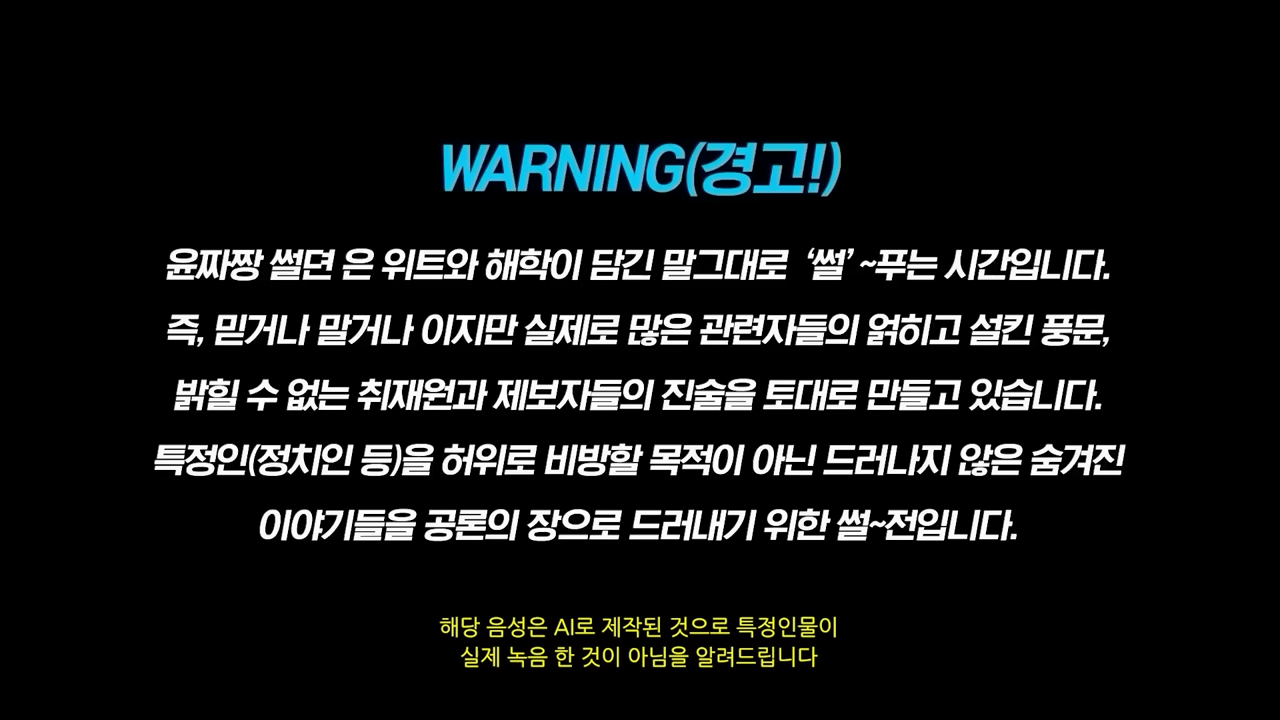 WARNING(경고!)
윤짜짱 썰뎐 은 위트와 해학이 담긴 말그대로 ‘썰’ ~푸는 시간입니다.
즉, 믿거나 말거나 이지만 실제로 많은 관련자들의 얽히고 설킨 풍문,
밝힐 수 없는 취재원과 제보자들의 진술을 토대로 만들고 있습니다.
특정인(정치인 등)을 허위로 비방할 목적이 아닌 드러나지 않은 숨겨진
이야기들을 공론의 장으로 드러내기 위한 썰~전입니다.
해당 음성은 AI로 제작된 것으로 특정인물이
실제 녹음 한 것이 아님을 알려드립니다